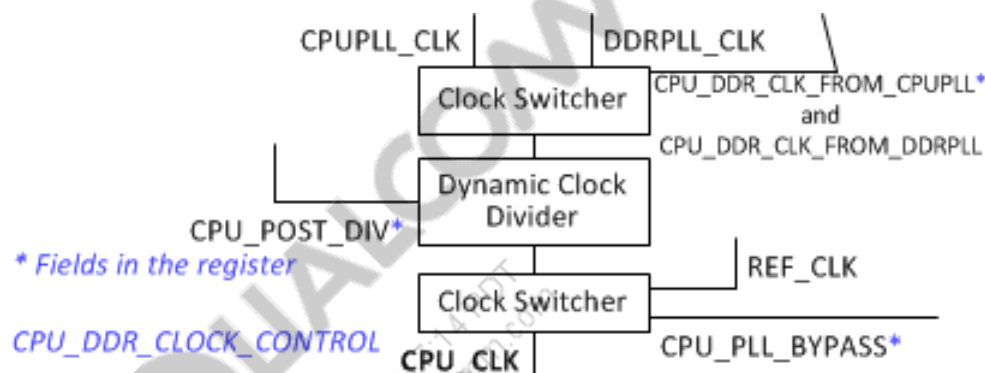 CPUPLL_CLK
DDRPLL_CLK
Clock Switcher
CPU_DDR_CLK_FROM_CPUPLL*
and
CPU_DDR_CLK_FROM_DDRPLL
Dynamic Clock
Divider
CPU_POST_DIV*
* Fields in the register
REF_CLK
Clock Switcher
CPU_DDR_CLOCK_CONTROL
CPU_PLL_BYPASS*
CPU_CLK